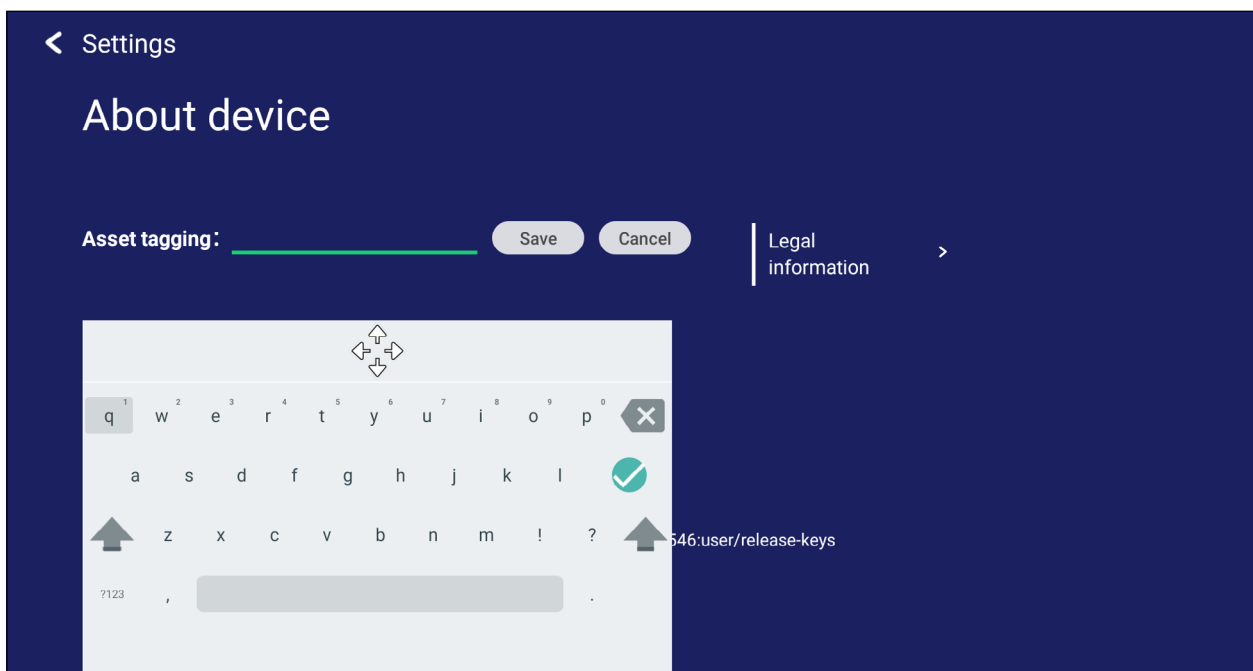 Settings
About device
Asset tagging:
Save
Cancel
Legal
information
q 1 w 2 e 3 r 4 t 5 y 6 u 7 i 8 o 9 p 0
a s d f g h j k l
z x c v b n m ! ?
546:user/release-keys
?123 , .